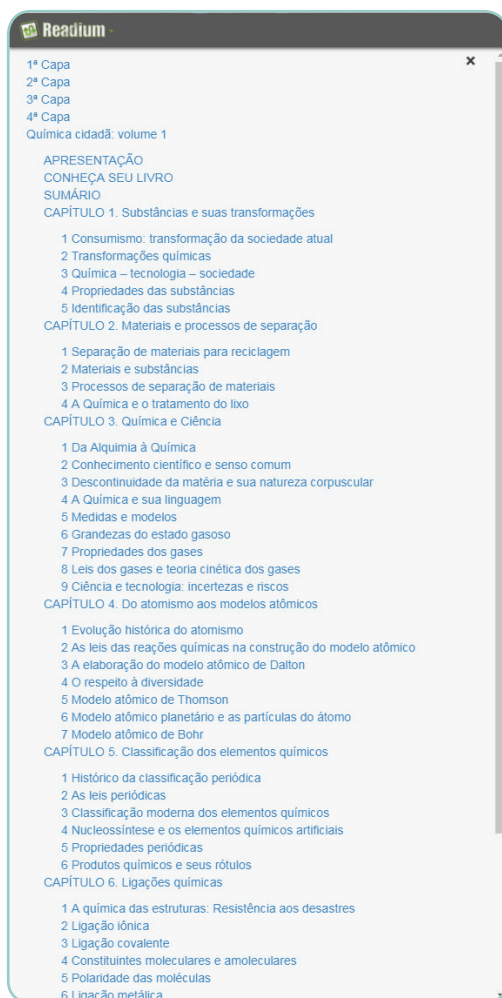 Readium
1ª Capa
2ª Capa
3ª Capa
4ª Capa
Química cidadã: volume 1
APRESENTAÇÃO
CONHEÇA SEU LIVRO
SUMÁRIO
CAPÍTULO 1. Substâncias e suas transformações
1 Consumismo: transformação da sociedade atual
2 Transformações químicas
3 Química – tecnologia – sociedade
4 Propriedades das substâncias
5 Identificação das substâncias
CAPÍTULO 2. Materiais e processos de separação
1 Separação de materiais para reciclagem
2 Materiais e substâncias
3 Processos de separação de materiais
4 A Química e o tratamento do lixo
CAPÍTULO 3. Química e Ciência
1 Da Alquimia à Química
2 Conhecimento científico e senso comum
3 Descontinuidade da matéria e sua natureza corpuscular
4 A Química e sua linguagem
5 Medidas e modelos
6 Grandezas do estado gasoso
7 Propriedades dos gases
8 Leis dos gases e teoria cinética dos gases
9 Ciência e tecnologia: incertezas e riscos
CAPÍTULO 4. Do atomismo aos modelos atômicos
1 Evolução histórica do atomismo
2 As leis das reações químicas na construção do modelo atômico
3 A elaboração do modelo atômico de Dalton
4 O respeito à diversidade
5 Modelo atômico de Thomson
6 Modelo atômico planetário e as partículas do átomo
7 Modelo atômico de Bohr
CAPÍTULO 5. Classificação dos elementos químicos
1 Histórico da classificação periódica
2 As leis periódicas
3 Classificação moderna dos elementos químicos
4 Nucleossíntese e os elementos químicos artificiais
5 Propriedades periódicas
6 Produtos químicos e seus rótulos
CAPÍTULO 6. Ligações químicas
1 A química das estruturas: Resistência aos desastres
2 Ligação iônica
3 Ligação covalente
4 Constituintes moleculares e amoleculares
5 Polaridade das moléculas
6 Ligação metálica